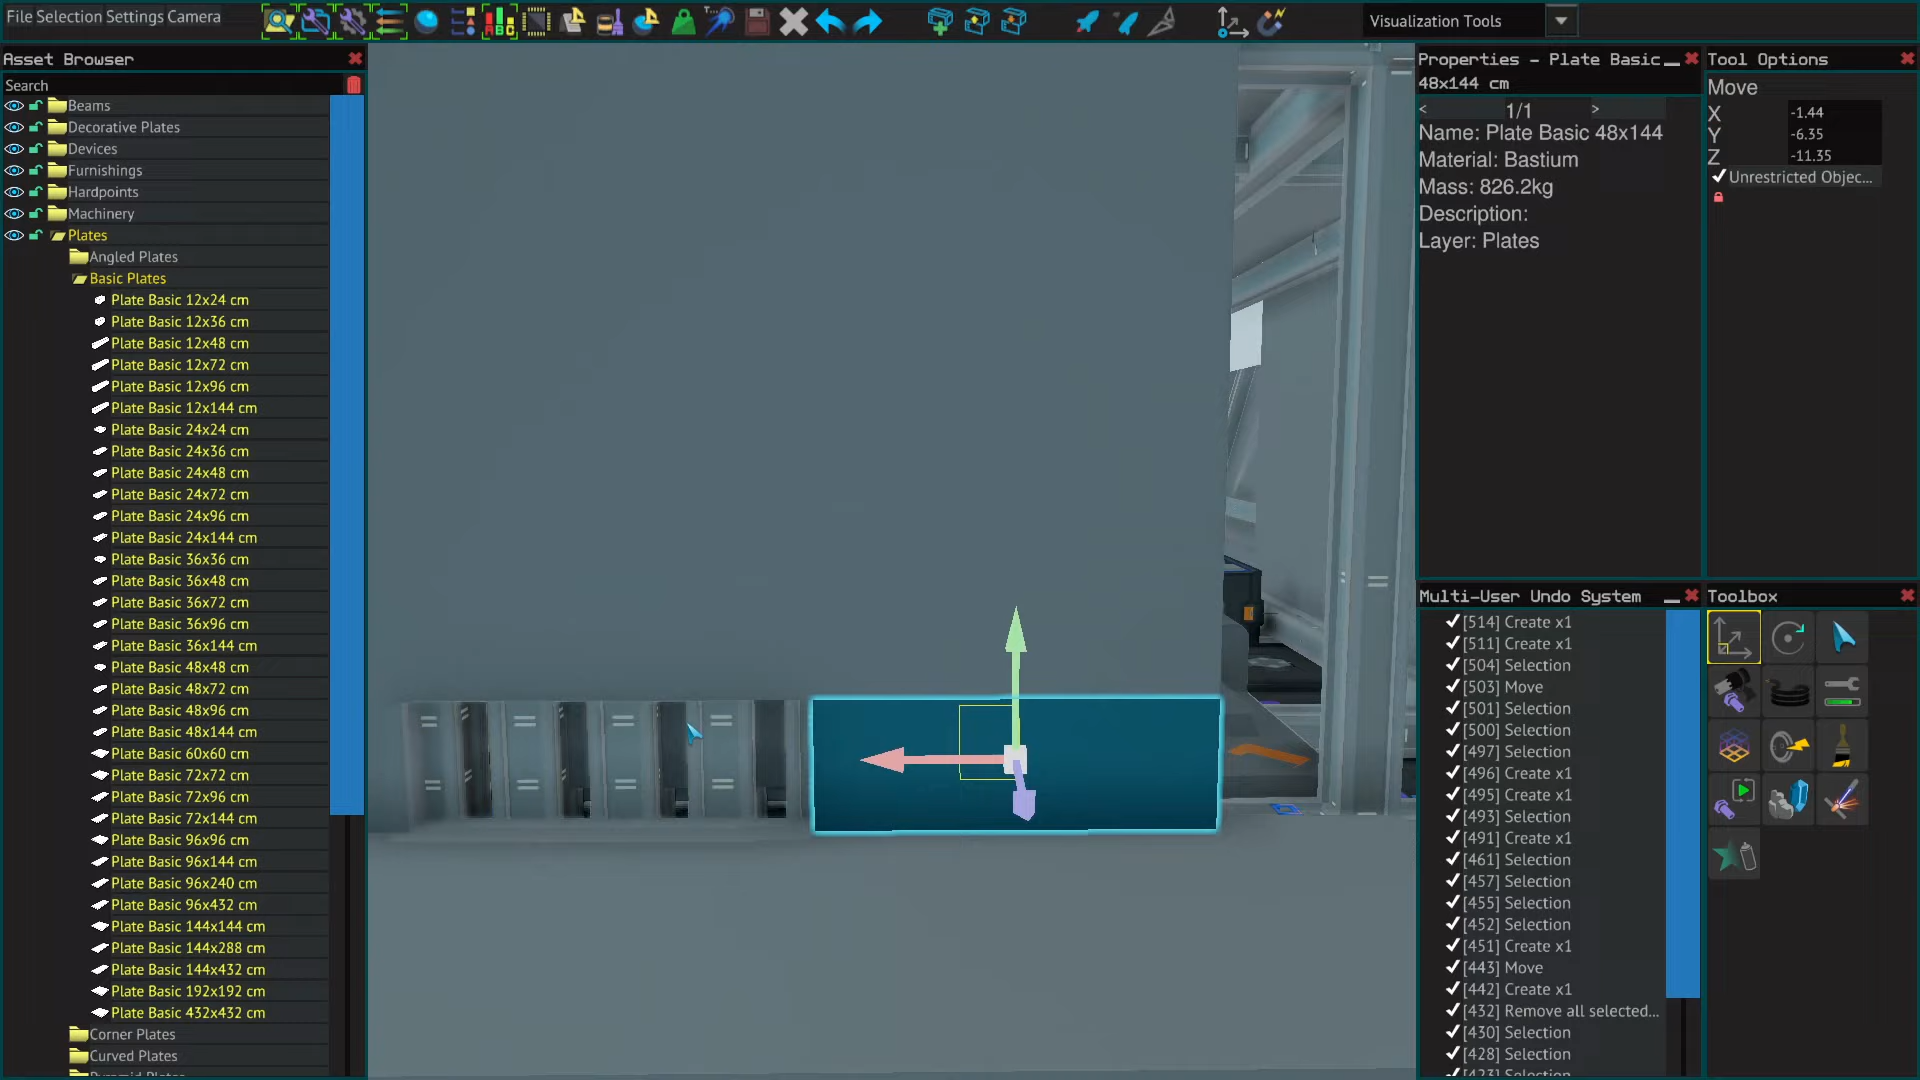 File Selection Settings Camera
ABC
Visualization Tools
Asset Browser
Search
Beams
Decorative Plates
Devices
Furnishings
Hardpoints
Machinery
Plates
Angled Plates
Basic Plates
Plate Basic 12x24 cm
Plate Basic 12x36 cm
Plate Basic 12x48 cm
Plate Basic 12x72 cm
Plate Basic 12x96 cm
Plate Basic 12x144 cm
Plate Basic 24x24 cm
Plate Basic 24x36 cm
Plate Basic 24x48 cm
Plate Basic 24x72 cm
Plate Basic 24x96 cm
Plate Basic 24x144 cm
Plate Basic 36x36 cm
Plate Basic 36x48 cm
Plate Basic 36x72 cm
Plate Basic 36x96 cm
Plate Basic 36x144 cm
Plate Basic 48x48 cm
Plate Basic 48x72 cm
Plate Basic 48x96 cm
Plate Basic 48x144 cm
Plate Basic 60x60 cm
Plate Basic 72x72 cm
Plate Basic 72x96 cm
Plate Basic 72x144 cm
Plate Basic 96x96 cm
Plate Basic 96x144 cm
Plate Basic 96x240 cm
Plate Basic 96x432 cm
Plate Basic 144x144 cm
Plate Basic 144x288 cm
Plate Basic 144x432 cm
Plate Basic 192x192 cm
Plate Basic 432x432 cm
Corner Plates
Curved Plates
Properties - Plate Basic
48x144 cm
< 1/1 >
Name: Plate Basic 48x144
Material: Bastium
Mass: 826.2kg
Description:
Layer: Plates
Tool Options
Move
X -1.44
Y -6.35
Z -11.35
Unrestricted Objec...
Multi-User Undo System
[514] Create x1
[511] Create x1
[504] Selection
[503] Move
[501] Selection
[500] Selection
[497] Selection
[496] Create x1
[495] Create x1
[493] Selection
[491] Create x1
[461] Selection
[457] Selection
[455] Selection
[452] Selection
[451] Create x1
[443] Move
[442] Create x1
[432] Remove all selected...
[430] Selection
[428] Selection
[423] Selection
Toolbox